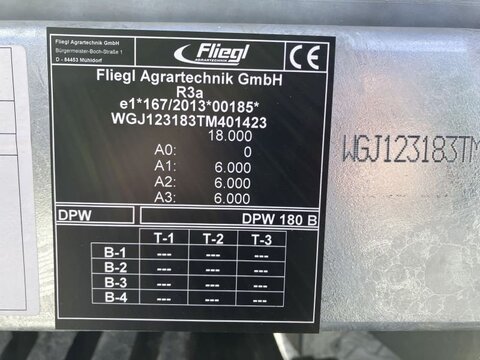 Fliegl Agrartechnik GmbH
Bürgermeister-Boch-Straße 1
D - 84453 Mühldorf
Fliegl
AGRARTECHNIK
CE
Fliegl Agrartechnik GmbH
R3a
e1*167/2013*00185*
WGJ123183TM401423
18.000
A0: 0
A1: 6.000
A2: 6.000
A3: 6.000
DPW DPW 180 B
T-1 T-2 T-3
B-1 --- --- ---
B-2 --- --- ---
B-3 --- --- ---
B-4 --- --- ---
WGJ123183TM